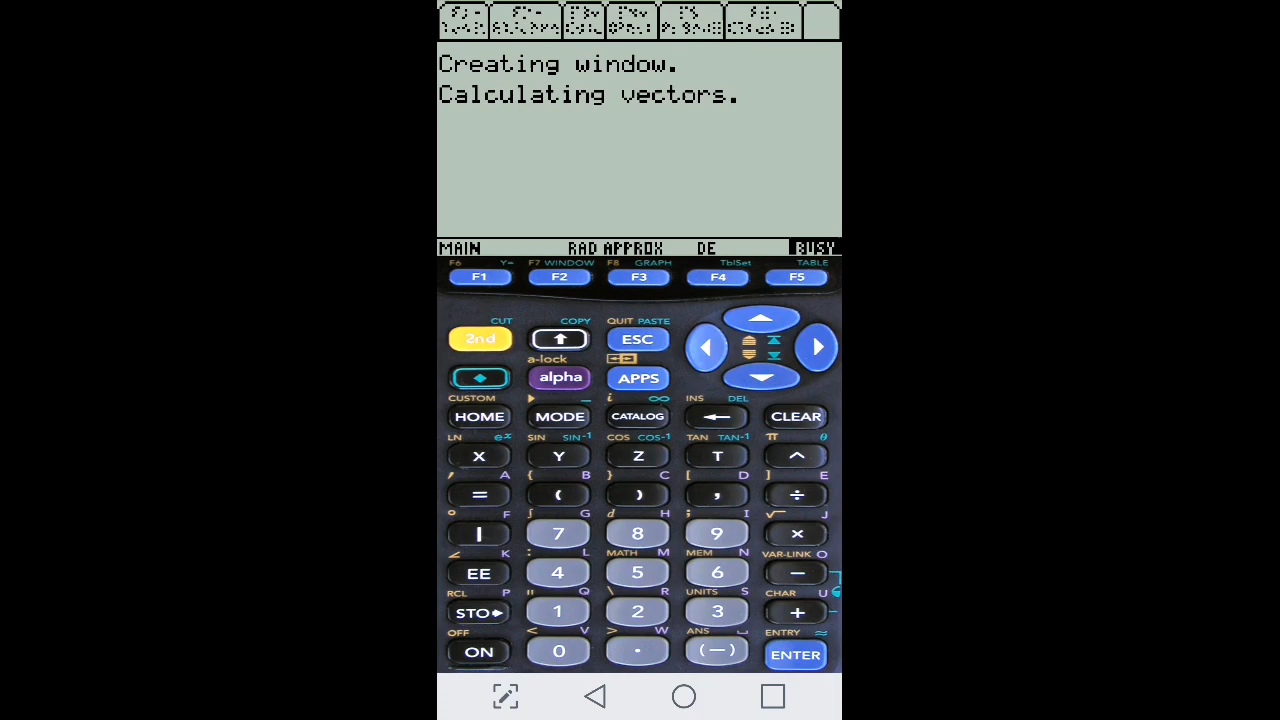 Creating window.
Calculating vectors.
MAIN RAD APPROX DE BUSY
F6 Y= F7 WINDOW F8 GRAPH TblSet TABLE
F1 F2 F3 F4 F5
CUT COPY QUIT PASTE
2nd ESC
a-lock
alpha APPS
CUSTOM i ∞ INS DEL
HOME MODE CATALOG ← CLEAR
LN eˣ SIN SIN⁻¹ COS COS⁻¹ TAN TAN⁻¹ π θ
X Y Z T ^
A { B } C [ D ] E
= ( ) , ÷
° F ∫ G d H ; I √ J
| 7 8 9 ×
∠ K : L MATH M MEM N VAR-LINK O
EE 4 5 6 −
RCL P " Q \ R UNITS S CHAR U
STO▸ 1 2 3 +
OFF < V > W ANS ENTRY ≈
ON 0 . (−) ENTER